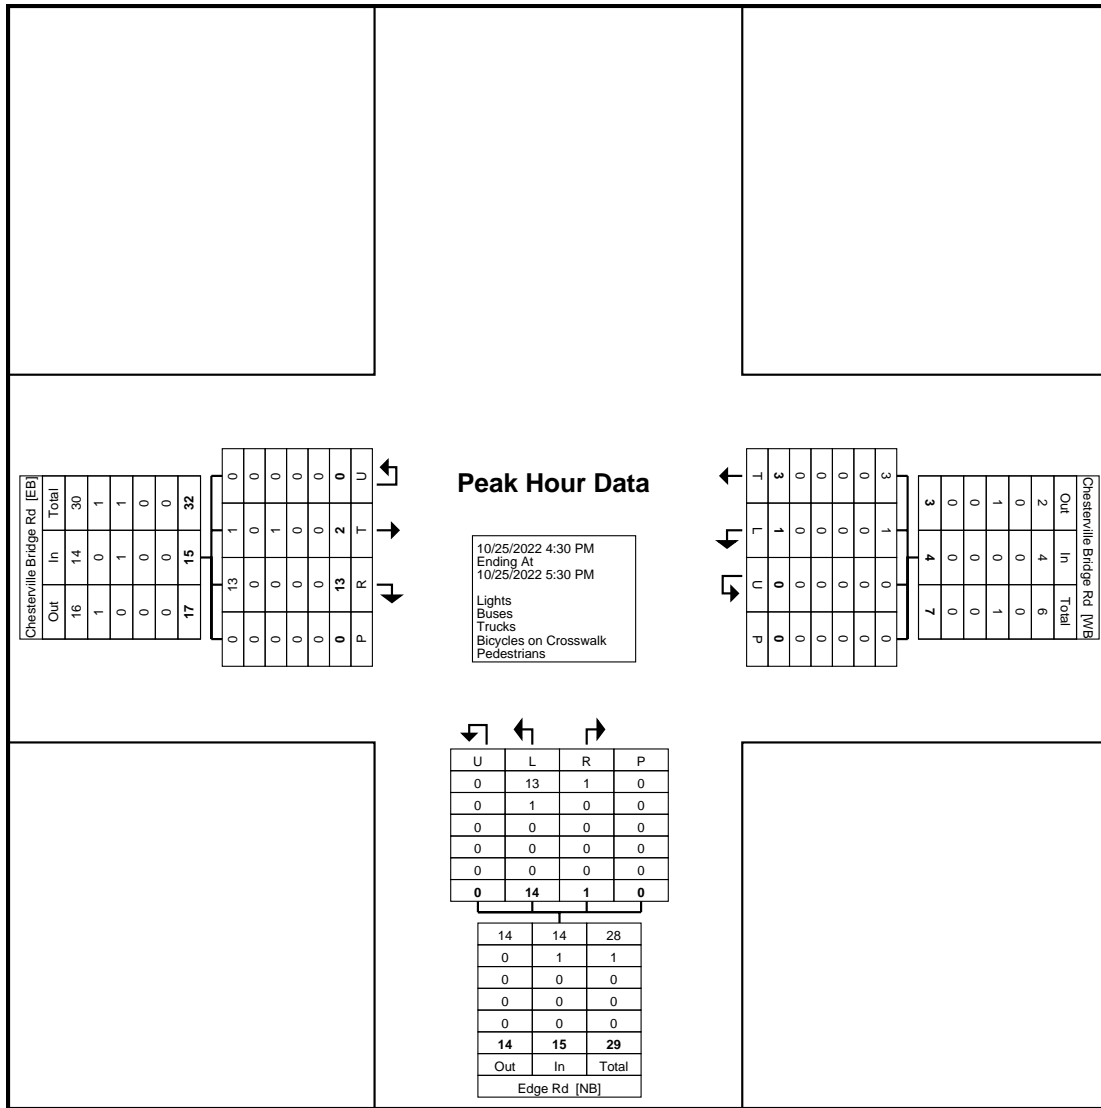 Peak Hour Data
10/25/2022 4:30 PM
Ending At
10/25/2022 5:30 PM
Lights
Buses
Trucks
Bicycles on Crosswalk
Pedestrians
Chesterville Bridge Rd [EB]
Out In Total
16 14 30
1 0 1
0 1 1
0 0 0
0 0 0
17 15 32
0 13 1 0
0 0 0 0
0 0 1 0
0 0 0 0
0 0 0 0
0 13 2 0
P R T U
Chesterville Bridge Rd [WB
Out In Total
2 4 6
0 0 0
1 0 1
0 0 0
0 0 0
3 4 7
3 1 0 0
0 0 0 0
0 0 0 0
0 0 0 0
0 0 0 0
3 1 0 0
T L U P
U L R P
0 13 1 0
0 1 0 0
0 0 0 0
0 0 0 0
0 0 0 0
0 14 1 0
14 14 28
0 1 1
0 0 0
0 0 0
0 0 0
14 15 29
Out In Total
Edge Rd [NB]